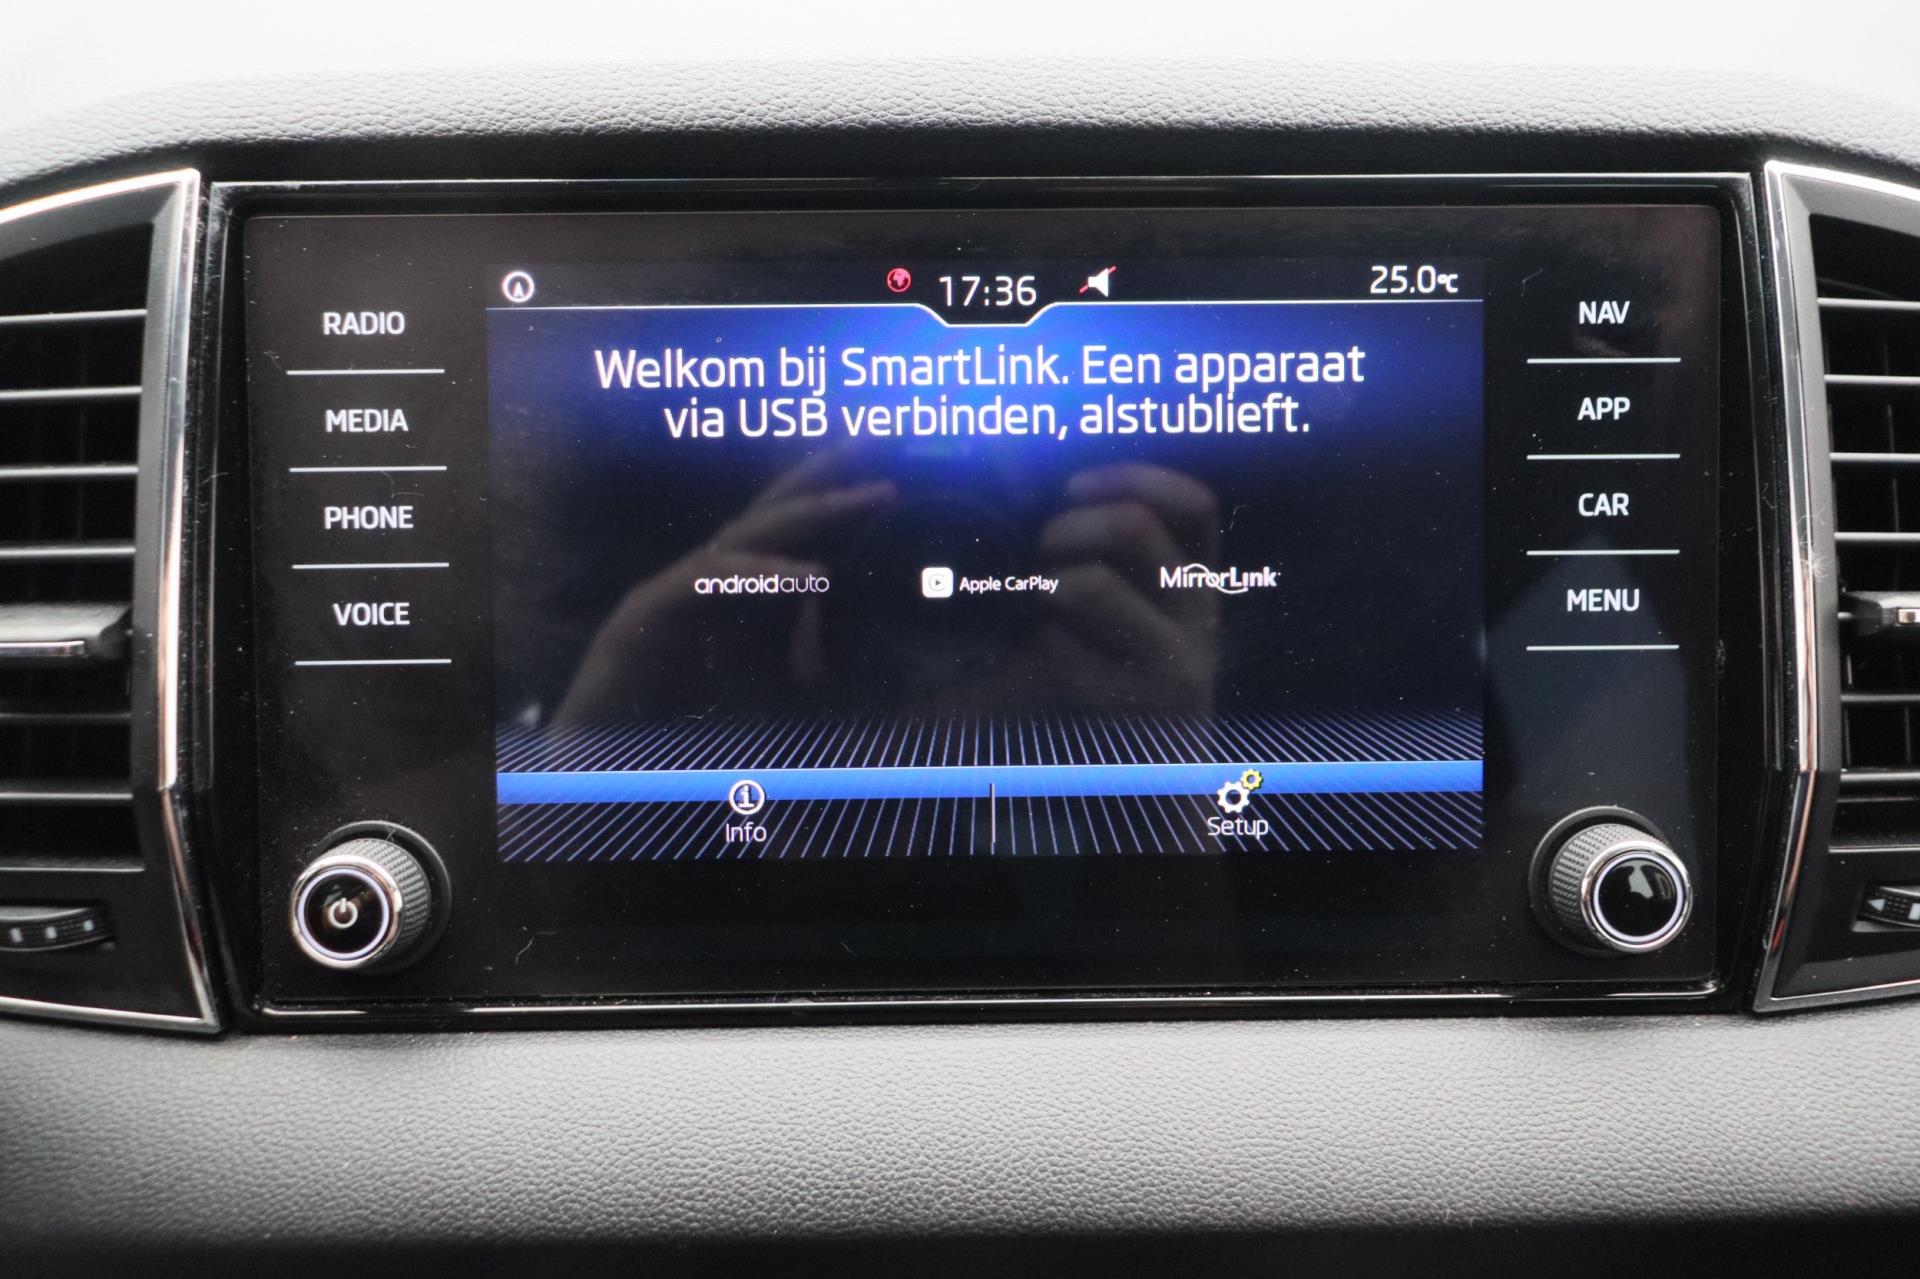 17:36
25.0°C
RADIO
MEDIA
PHONE
VOICE
Welkom bij SmartLink. Een apparaat
via USB verbinden, alstublieft.
androidauto
Apple CarPlay
MirrorLink
Info
Setup
NAV
APP
CAR
MENU